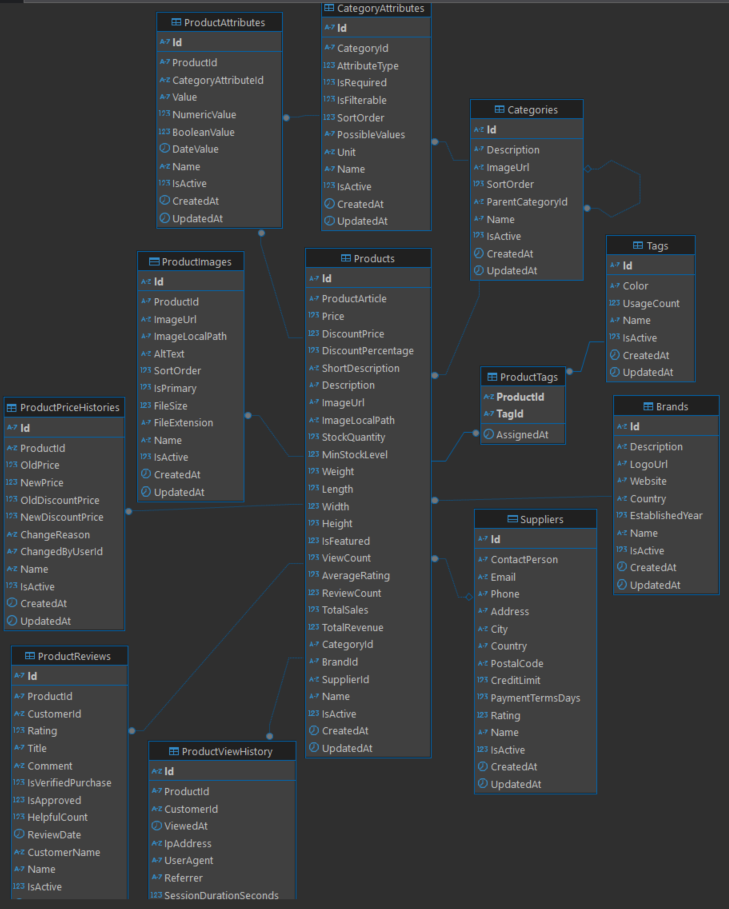 ProductAttributes
Id
ProductId
CategoryAttributeId
Value
NumericValue
BooleanValue
DateValue
Name
IsActive
CreatedAt
UpdatedAt
CategoryAttributes
Id
CategoryId
AttributeType
IsRequired
IsFilterable
SortOrder
PossibleValues
Unit
Name
IsActive
CreatedAt
UpdatedAt
Categories
Id
Description
ImageUrl
SortOrder
ParentCategoryId
Name
IsActive
CreatedAt
UpdatedAt
ProductImages
Id
ProductId
ImageUrl
ImageLocalPath
AltText
SortOrder
IsPrimary
FileSize
FileExtension
Name
IsActive
CreatedAt
UpdatedAt
Products
Id
ProductArticle
Price
DiscountPrice
DiscountPercentage
ShortDescription
Description
ImageUrl
ImageLocalPath
StockQuantity
MinStockLevel
Weight
Length
Width
Height
IsFeatured
ViewCount
AverageRating
ReviewCount
TotalSales
TotalRevenue
CategoryId
BrandId
SupplierId
Name
IsActive
CreatedAt
UpdatedAt
Tags
Id
Color
UsageCount
Name
IsActive
CreatedAt
UpdatedAt
ProductTags
ProductId
TagId
AssignedAt
ProductPriceHistories
Id
ProductId
OldPrice
NewPrice
OldDiscountPrice
NewDiscountPrice
ChangeReason
ChangedByUserId
Name
IsActive
CreatedAt
UpdatedAt
Brands
Id
Description
LogoUrl
Website
Country
EstablishedYear
Name
IsActive
CreatedAt
UpdatedAt
Suppliers
Id
ContactPerson
Email
Phone
Address
City
Country
PostalCode
CreditLimit
PaymentTermsDays
Rating
Name
IsActive
CreatedAt
UpdatedAt
ProductReviews
Id
ProductId
CustomerId
Rating
Title
Comment
IsVerifiedPurchase
IsApproved
HelpfulCount
ReviewDate
CustomerName
Name
IsActive
ProductViewHistory
Id
ProductId
CustomerId
ViewedAt
IpAddress
UserAgent
Referrer
SessionDurationSeconds